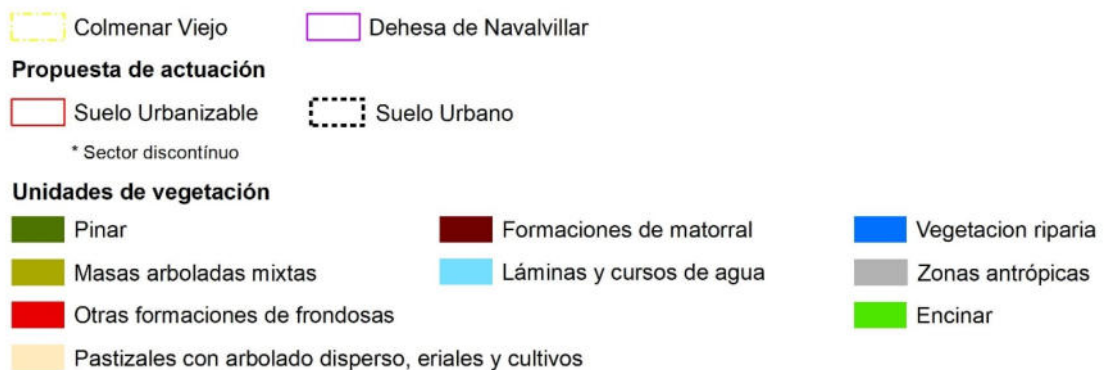 Colmenar Viejo Dehesa de Navalvillar
Propuesta de actuación
Suelo Urbanizable Suelo Urbano
* Sector discontínuo
Unidades de vegetación
Pinar Formaciones de matorral Vegetacion riparia
Masas arboladas mixtas Láminas y cursos de agua Zonas antrópicas
Otras formaciones de frondosas Encinar
Pastizales con arbolado disperso, eriales y cultivos